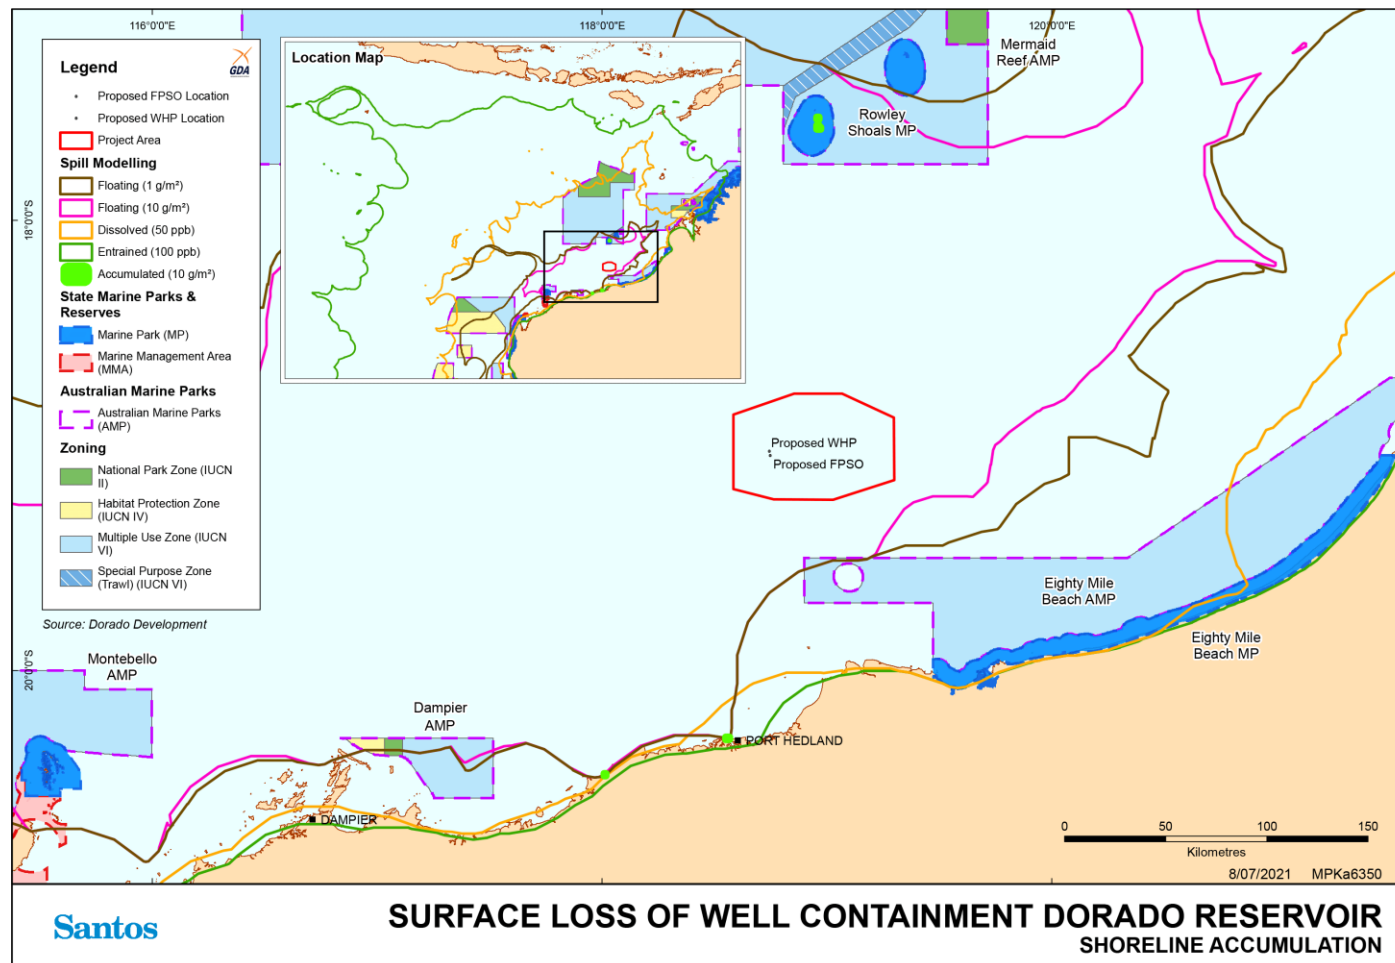 116°0'0"E
118°0'0"E
120°0'0"E
18°0'0"S
20°0'0"S
Legend
GDA
Proposed FPSO Location
Proposed WHP Location
Project Area
Spill Modelling
Floating (1 g/m²)
Floating (10 g/m²)
Dissolved (50 ppb)
Entrained (100 ppb)
Accumulated (10 g/m²)
State Marine Parks &
Reserves
Marine Park (MP)
Marine Management Area
(MMA)
Australian Marine Parks
Australian Marine Parks
(AMP)
Zoning
National Park Zone (IUCN
II)
Habitat Protection Zone
(IUCN IV)
Multiple Use Zone (IUCN
VI)
Special Purpose Zone
(Trawl) (IUCN VI)
Source: Dorado Development
Location Map
Mermaid
Reef AMP
Rowley
Shoals MP
Proposed WHP
Proposed FPSO
Eighty Mile
Beach AMP
Eighty Mile
Beach MP
Montebello
AMP
Dampier
AMP
PORT HEDLAND
DAMPIER
0 50 100 150
Kilometres
8/07/2021 MPKa6350
Santos
SURFACE LOSS OF WELL CONTAINMENT DORADO RESERVOIR
SHORELINE ACCUMULATION